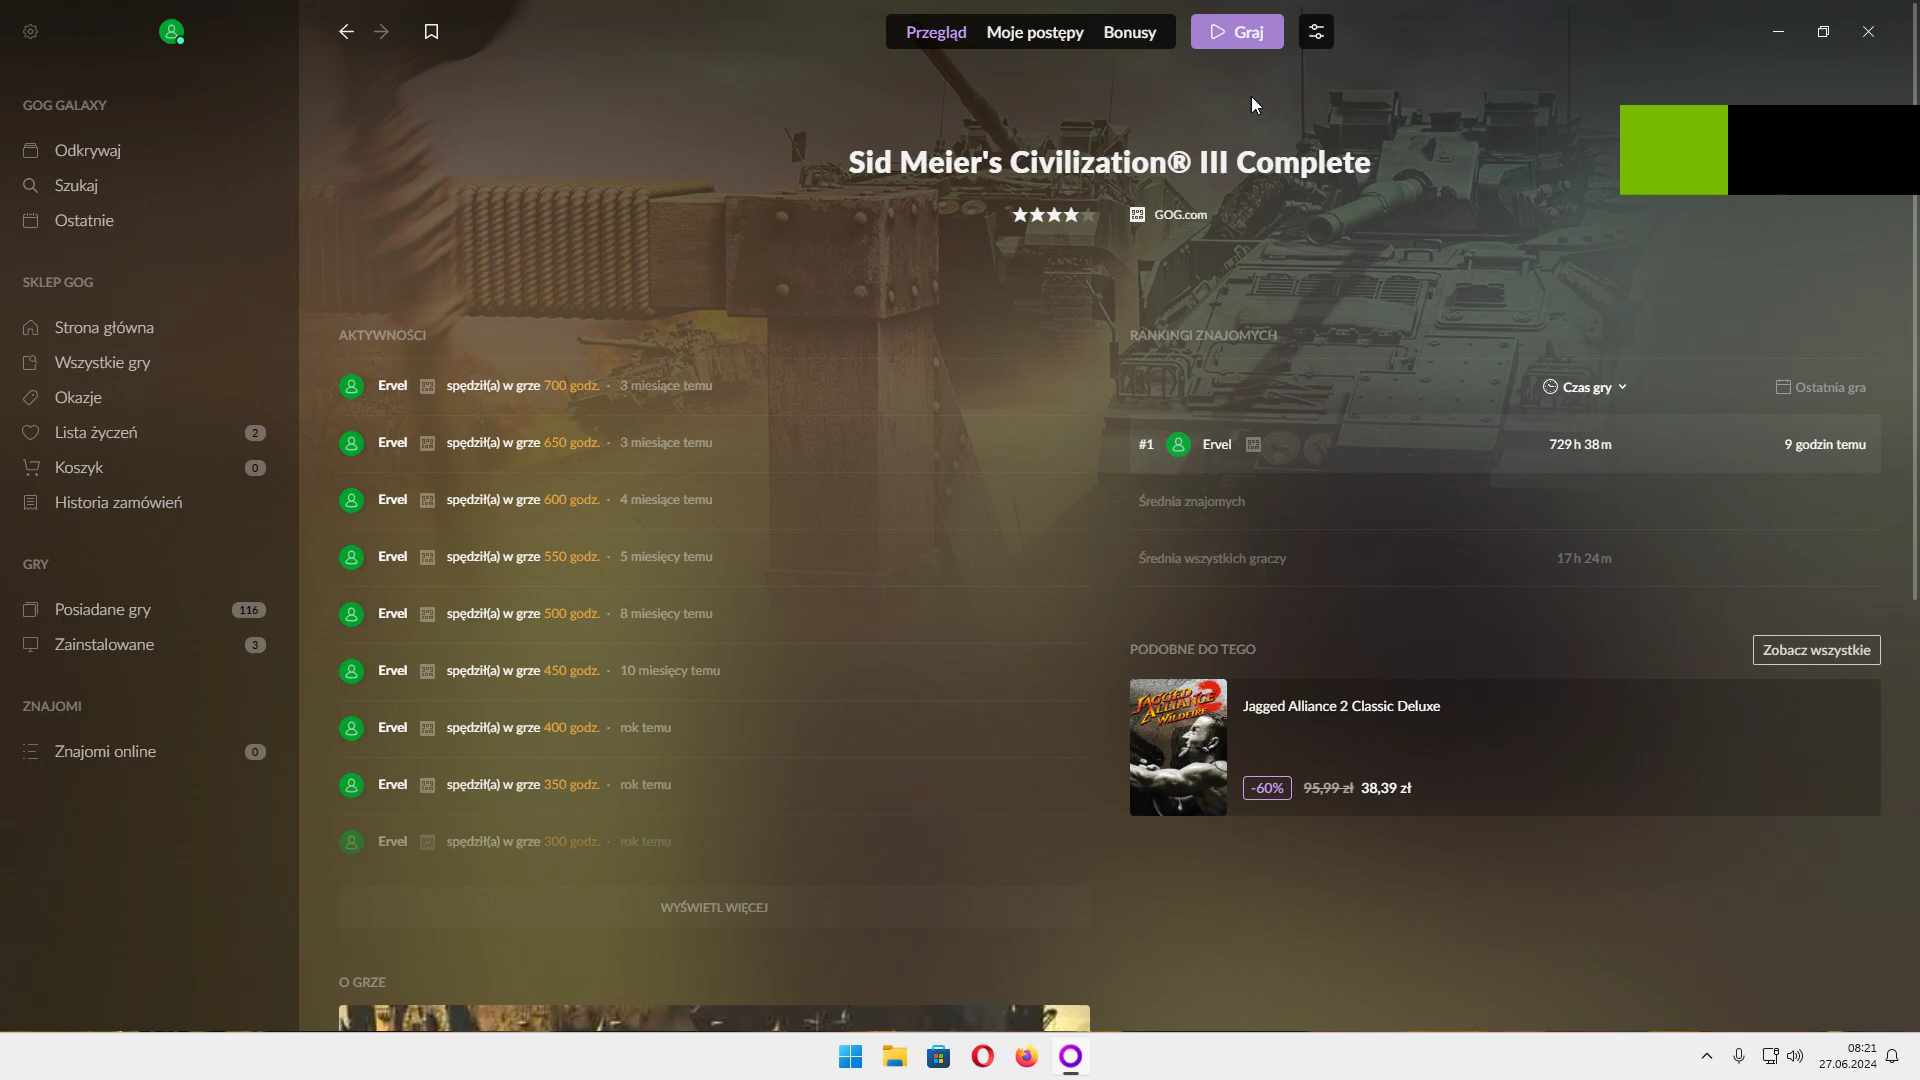 Przegląd Moje postępy Bonusy Graj
GOG GALAXY
Odkrywaj
Szukaj
Ostatnie
SKLEP GOG
Strona główna
Wszystkie gry
Okazje
Lista życzeń 2
Koszyk 0
Historia zamówień
GRY
Posiadane gry 116
Zainstalowane 3
ZNAJOMI
Znajomi online 0
Sid Meier's Civilization® III Complete
GOG.com
AKTYWNOŚCI
Ervel spędził(a) w grze 700 godz. · 3 miesiące temu
Ervel spędził(a) w grze 650 godz. · 3 miesiące temu
Ervel spędził(a) w grze 600 godz. · 4 miesiące temu
Ervel spędził(a) w grze 550 godz. · 5 miesięcy temu
Ervel spędził(a) w grze 500 godz. · 8 miesięcy temu
Ervel spędził(a) w grze 450 godz. · 10 miesięcy temu
Ervel spędził(a) w grze 400 godz. · rok temu
Ervel spędził(a) w grze 350 godz. · rok temu
Ervel spędził(a) w grze 300 godz. · rok temu
WYŚWIETL WIĘCEJ
O GRZE
RANKINGI ZNAJOMYCH
Czas gry Ostatnia gra
#1 Ervel 729 h 38 m 9 godzin temu
Średnia znajomych
Średnia wszystkich graczy 17 h 24 m
PODOBNE DO TEGO Zobacz wszystkie
JAGGED ALLIANCE 2
WILDFIRE
Jagged Alliance 2 Classic Deluxe
-60% 95,99 zł 38,39 zł
08:21
27.06.2024